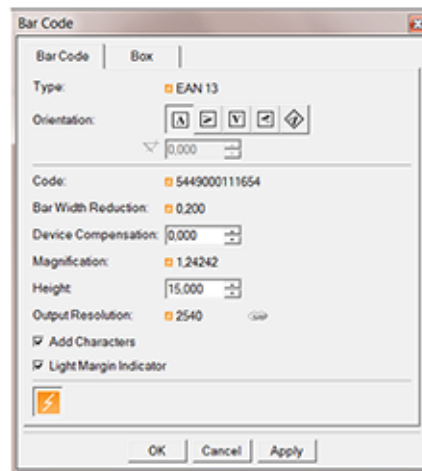 Bar Code
Bar Code Box
Type: EAN 13
Orientation: A A V A A
0,000
Code: 5449000111654
Bar Width Reduction: 0,200
Device Compensation: 0,000
Magnification: 1,24242
Height: 15,000
Output Resolution: 2540
Add Characters
Light Margin Indicator
OK Cancel Apply